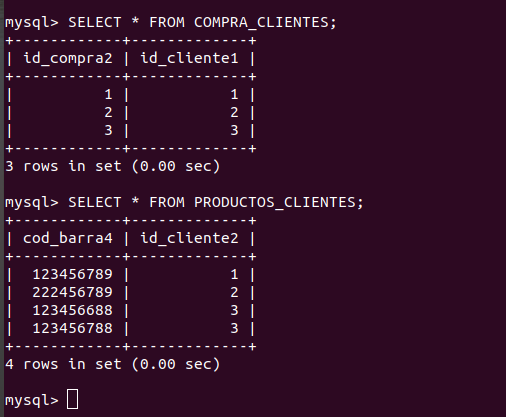 mysql> SELECT * FROM COMPRA_CLIENTES;
+------------+-------------+
| id_compra2 | id_cliente1 |
+------------+-------------+
|          1 |           1 |
|          2 |           2 |
|          3 |           3 |
+------------+-------------+
3 rows in set (0.00 sec)

mysql> SELECT * FROM PRODUCTOS_CLIENTES;
+------------+-------------+
| cod_barra4 | id_cliente2 |
+------------+-------------+
|  123456789 |           1 |
|  222456789 |           2 |
|  123456688 |           3 |
|  123456788 |           3 |
+------------+-------------+
4 rows in set (0.00 sec)

mysql>